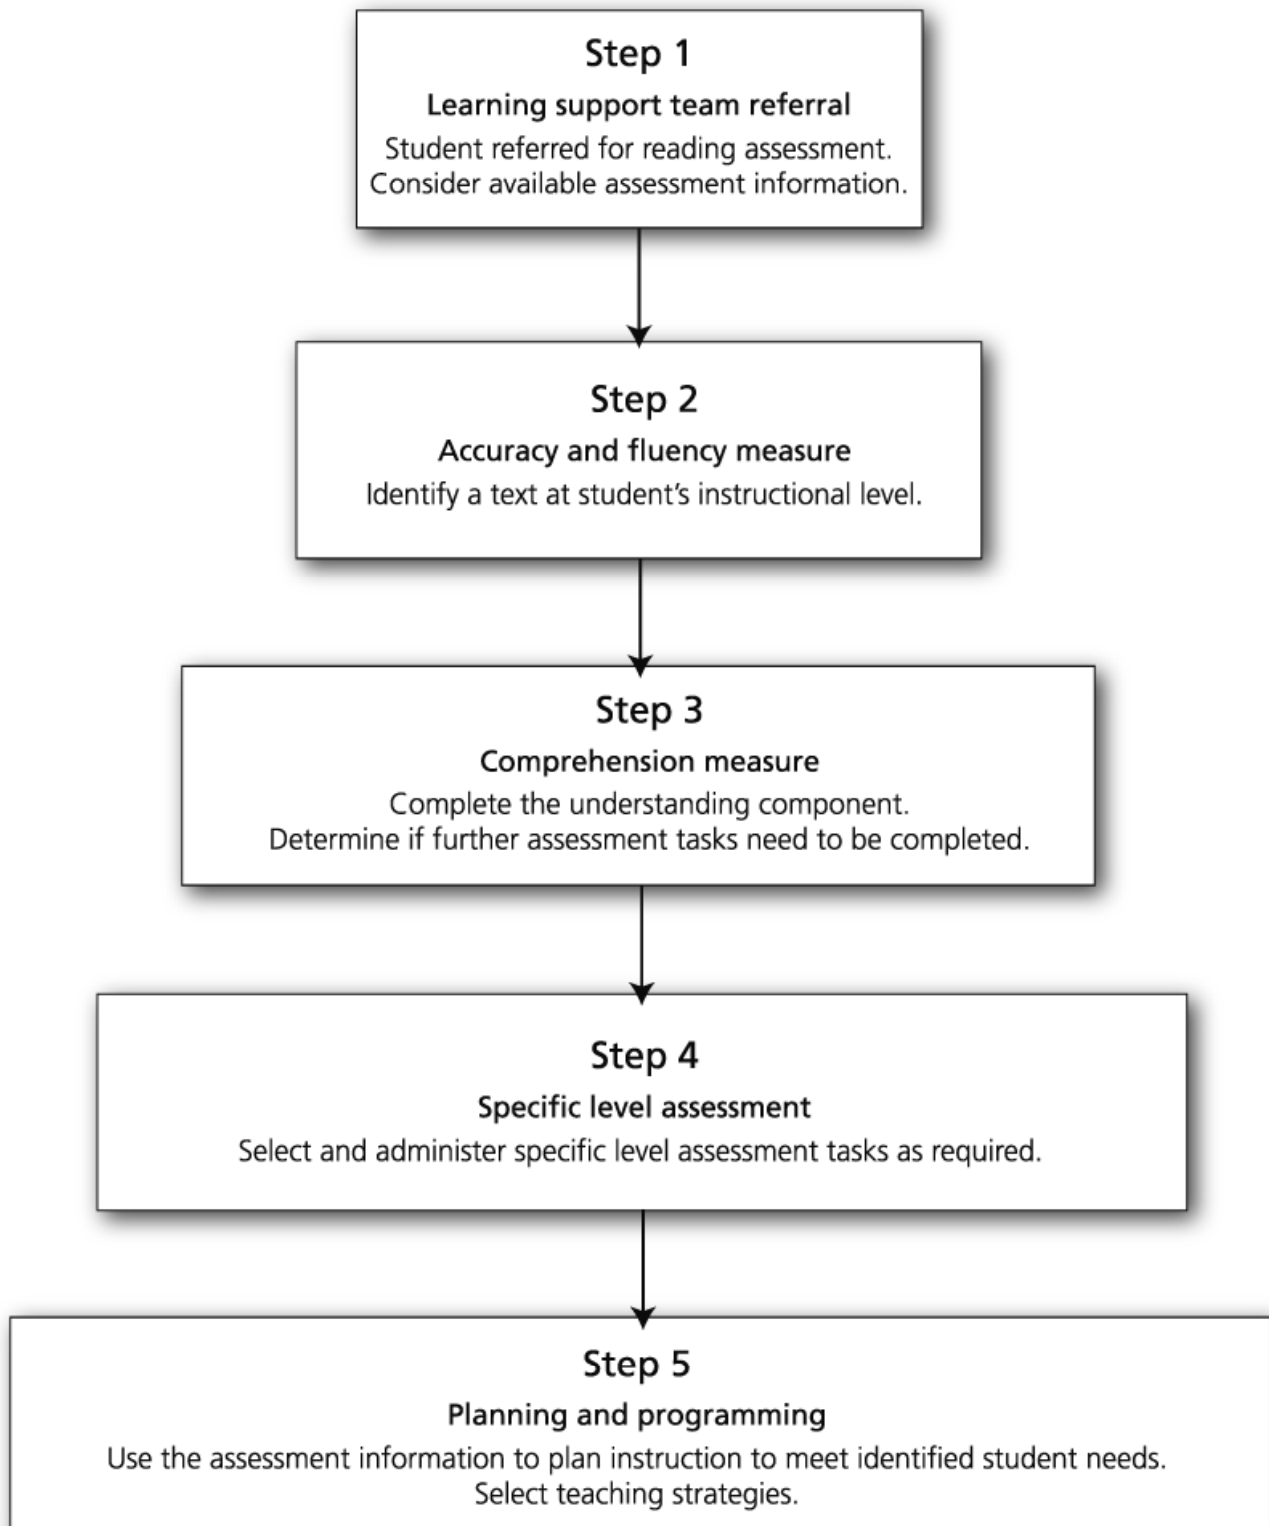 Step 1
Learning support team referral
Student referred for reading assessment.
Consider available assessment information.
Step 2
Accuracy and fluency measure
Identify a text at student’s instructional level.
Step 3
Comprehension measure
Complete the understanding component.
Determine if further assessment tasks need to be completed.
Step 4
Specific level assessment
Select and administer specific level assessment tasks as required.
Step 5
Planning and programming
Use the assessment information to plan instruction to meet identified student needs.
Select teaching strategies.